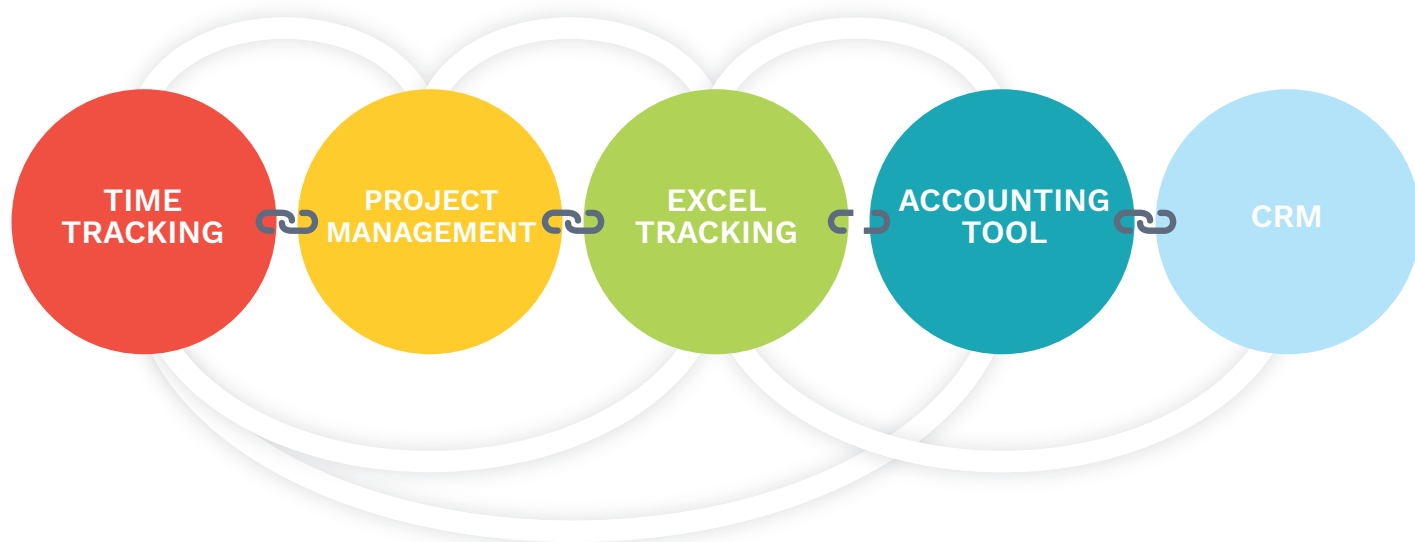 TIME
TRACKING
PROJECT
MANAGEMENT
EXCEL
TRACKING
ACCOUNTING
TOOL
CRM